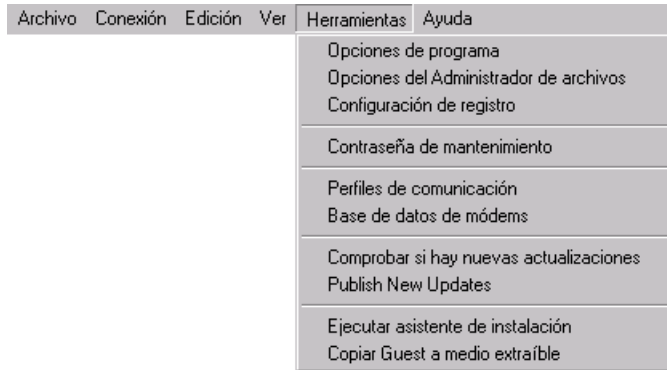 Archivo Conexión Edición Ver Herramientas Ayuda
Opciones de programa
Opciones del Administrador de archivos
Configuración de registro
Contraseña de mantenimiento
Perfiles de comunicación
Base de datos de módems
Comprobar si hay nuevas actualizaciones
Publish New Updates
Ejecutar asistente de instalación
Copiar Guest a medio extraíble